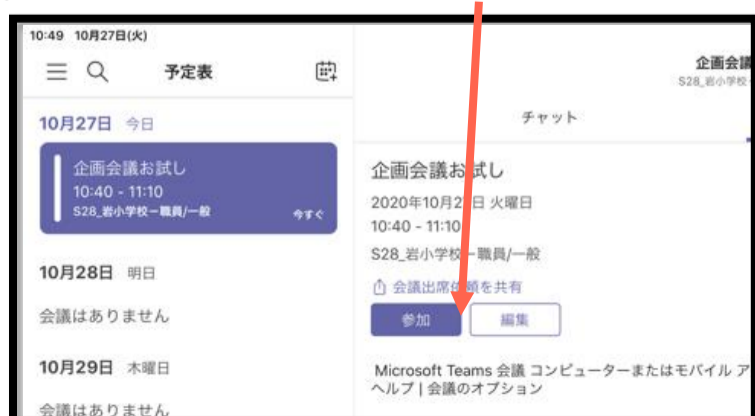 10:49 10月27日(火)
予定表
10月27日 今日
企画会議お試し
10:40 - 11:10
S28_岩小学校ー職員/一般
今すぐ
10月28日 明日
会議はありません
10月29日 木曜日
会議はありません
企画会議
S28_岩小学校
チャット
企画会議お試し
2020年10月27日 火曜日
10:40 - 11:10
S28_岩小学校ー職員/一般
会議出席依頼を共有
参加
編集
Microsoft Teams 会議 コンピューターまたはモバイル ア
ヘルプ | 会議のオプション